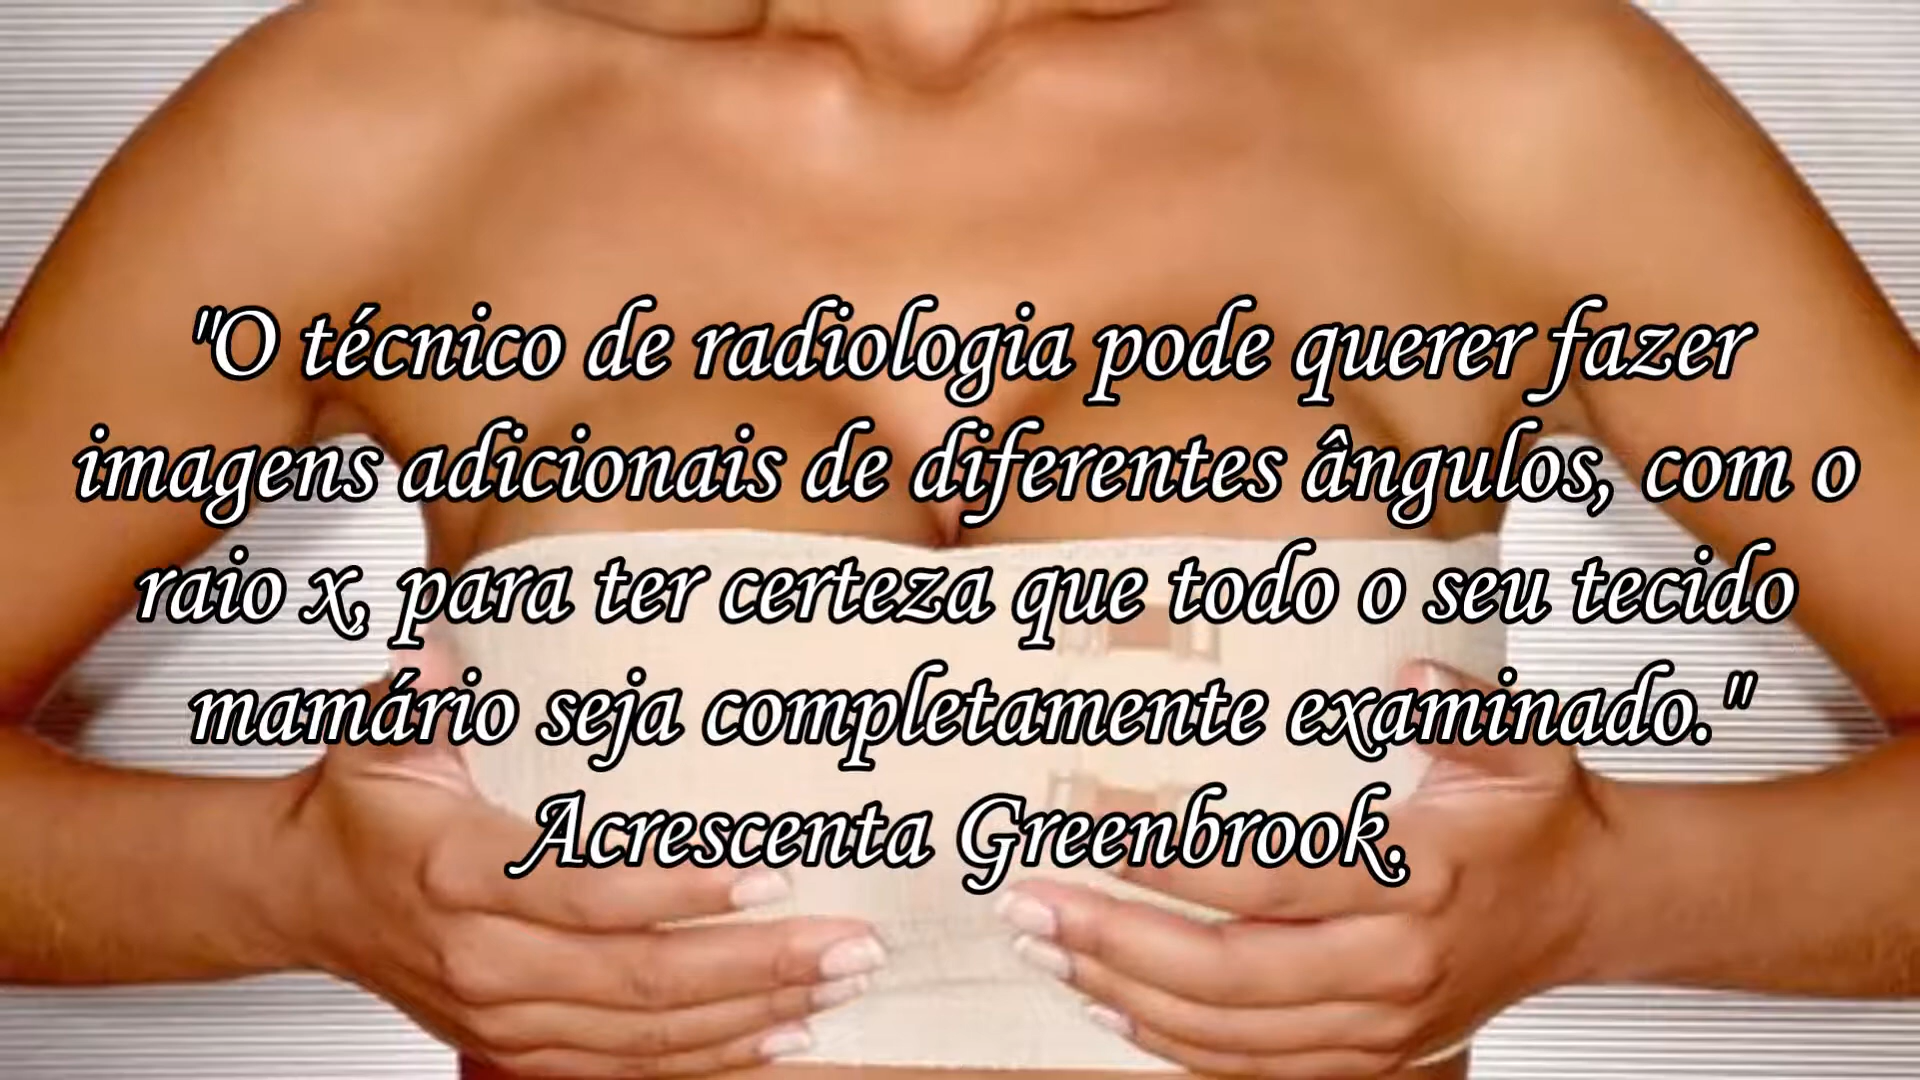 "O técnico de radiologia pode querer fazer
imagens adicionais de diferentes ângulos, com o
raio x, para ter certeza que todo o seu tecido
mamário seja completamente examinado."
Acrescenta Greenbrook.